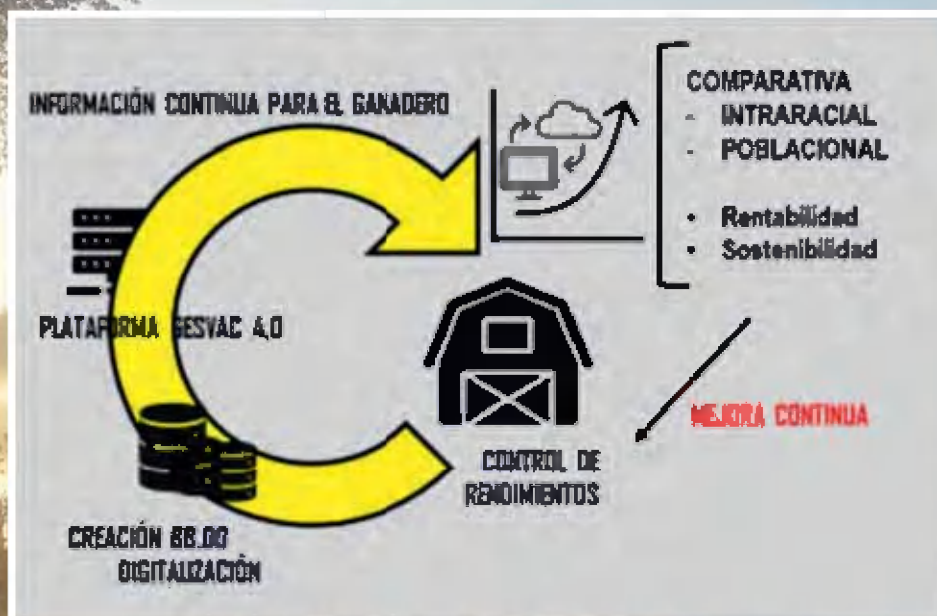 INFORMACIÓN CONTINUA PARA EL GANADERO
COMPARATIVA
- INTRARACIAL
- POBLACIONAL
• Rentabilidad
• Sostenibilidad
PLATAFORMA GESVAC 4,0
MEJORA CONTINUA
CONTROL DE
RENDIMIENTOS
CREACIÓN BB.DD
DIGITALIZACIÓN